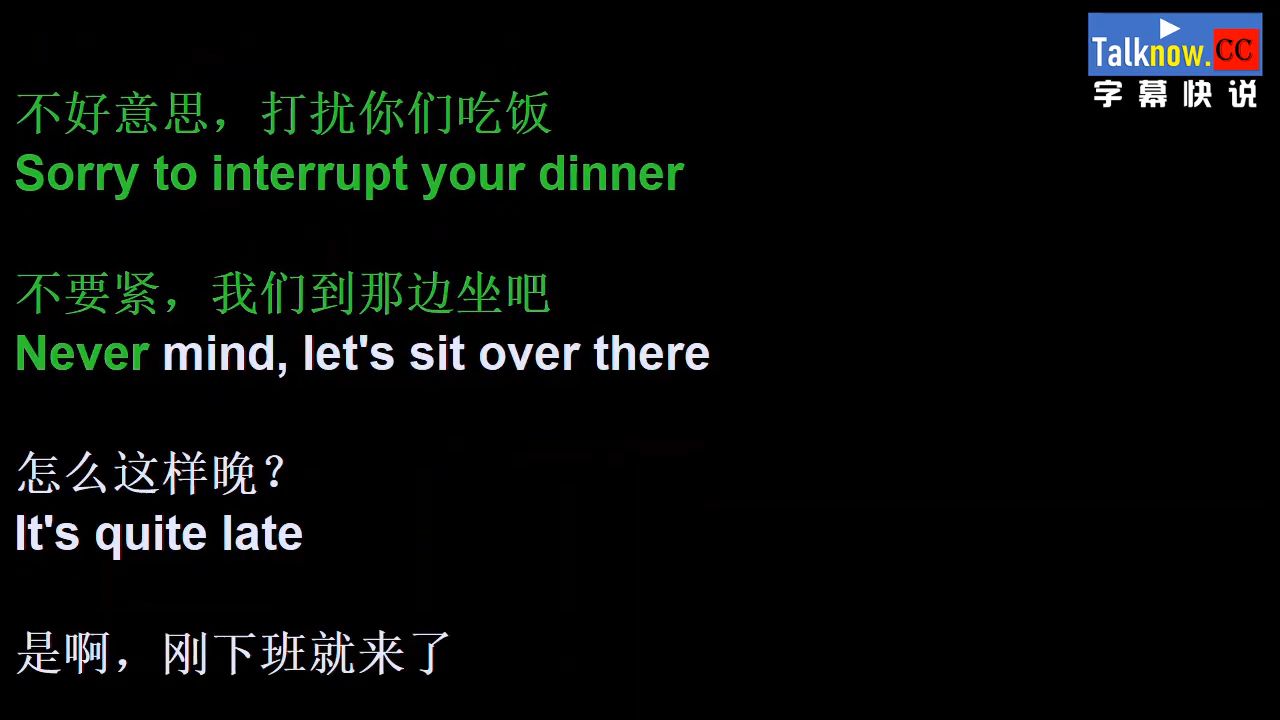 Talknow.CC
字幕快说
不好意思，打扰你们吃饭
Sorry to interrupt your dinner
不要紧，我们到那边坐吧
Never mind, let's sit over there
怎么这样晚？
It's quite late
是啊，刚下班就来了